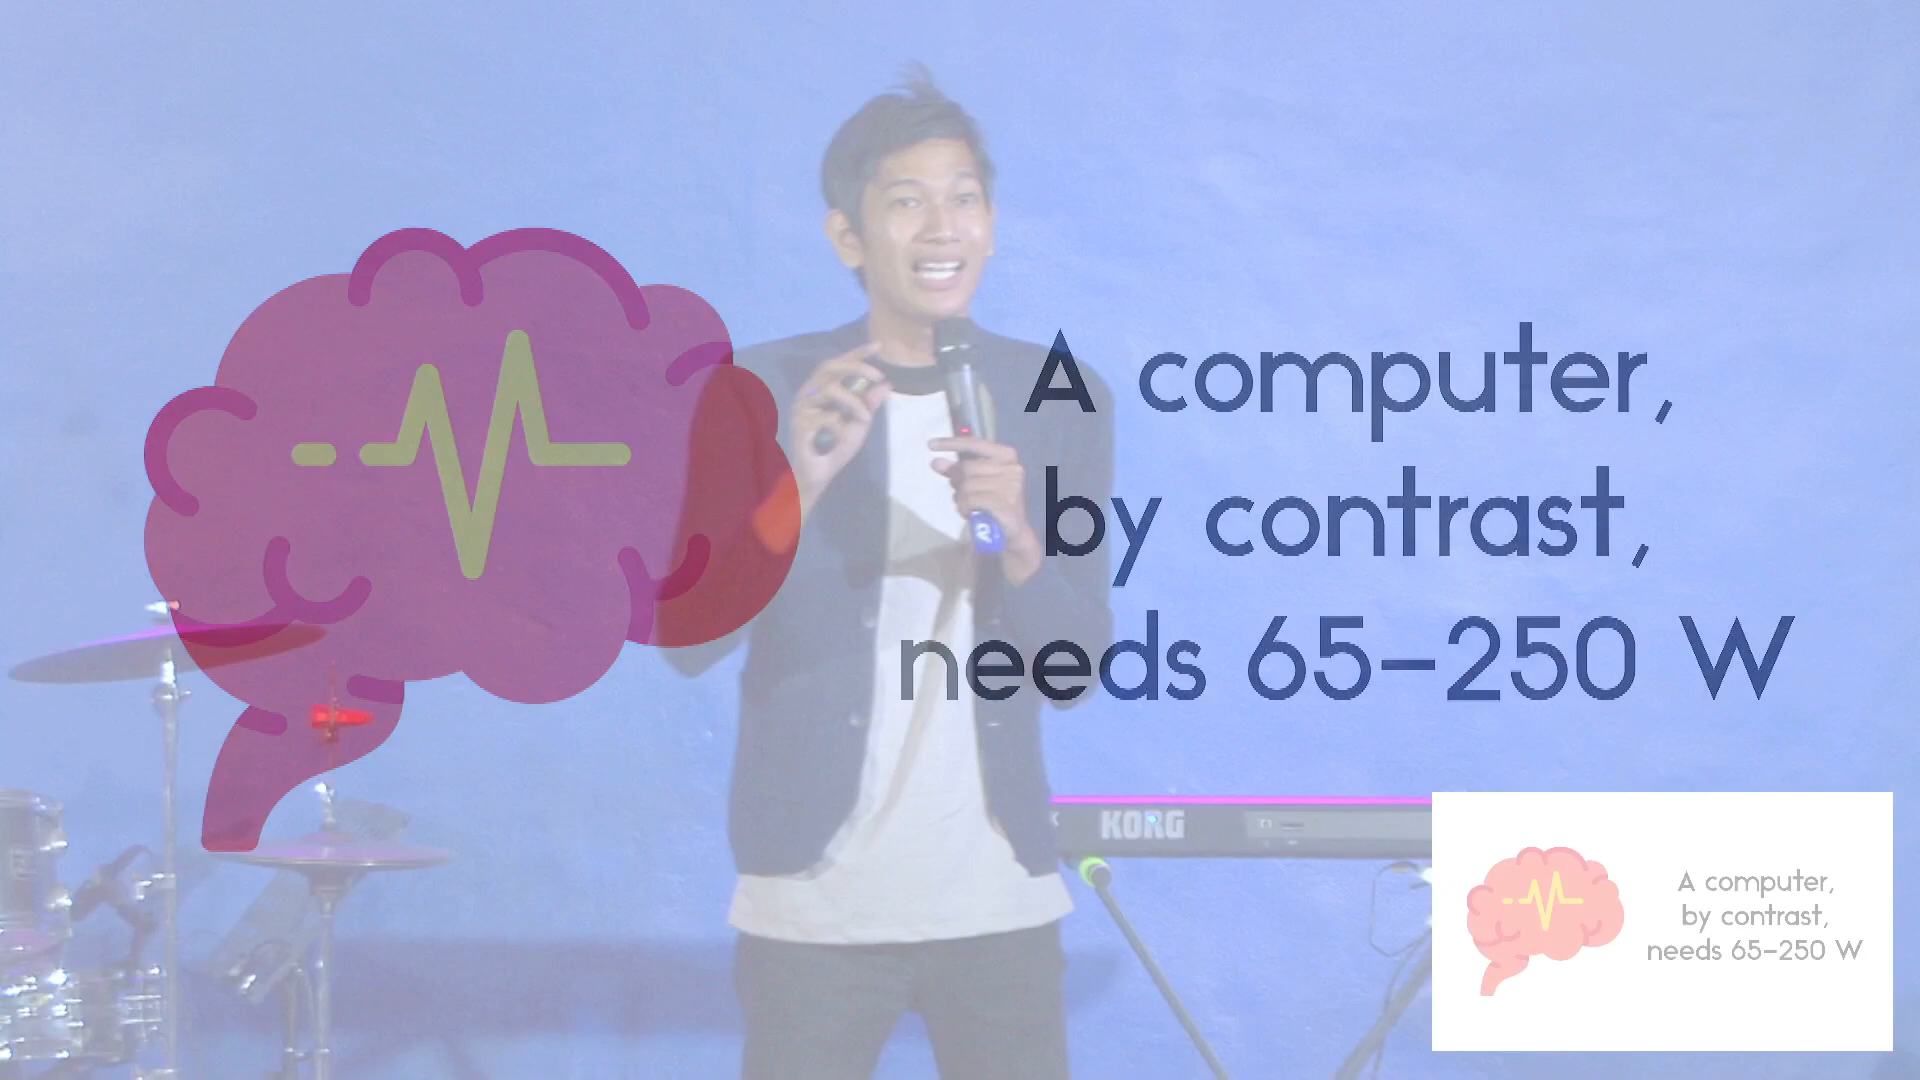 A computer,
by contrast,
needs 65–250 W
KORG
A computer,
by contrast,
needs 65–250 W